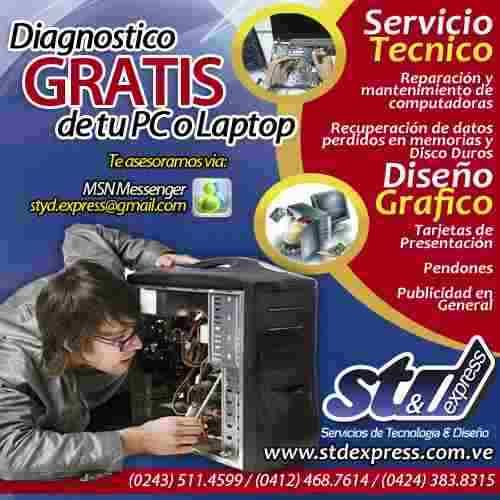 Diagnostico
GRATIS
de tu PC o Laptop
Te asesoramos via:
MSN Messenger
styd.express@gmail.com
Servicio
Tecnico
Reparación y
mantenimiento de
computadoras
Recuperación de datos
perdidos en memorias y
Disco Duros
Diseño
Grafico
Tarjetas de
Presentación
Pendones
Publicidad en
General
st&d express
Servicios de Tecnología & Diseño
www.stdexpress.com.ve
(0243) 511.4599 / (0412) 468.7614 / (0424) 383.8315